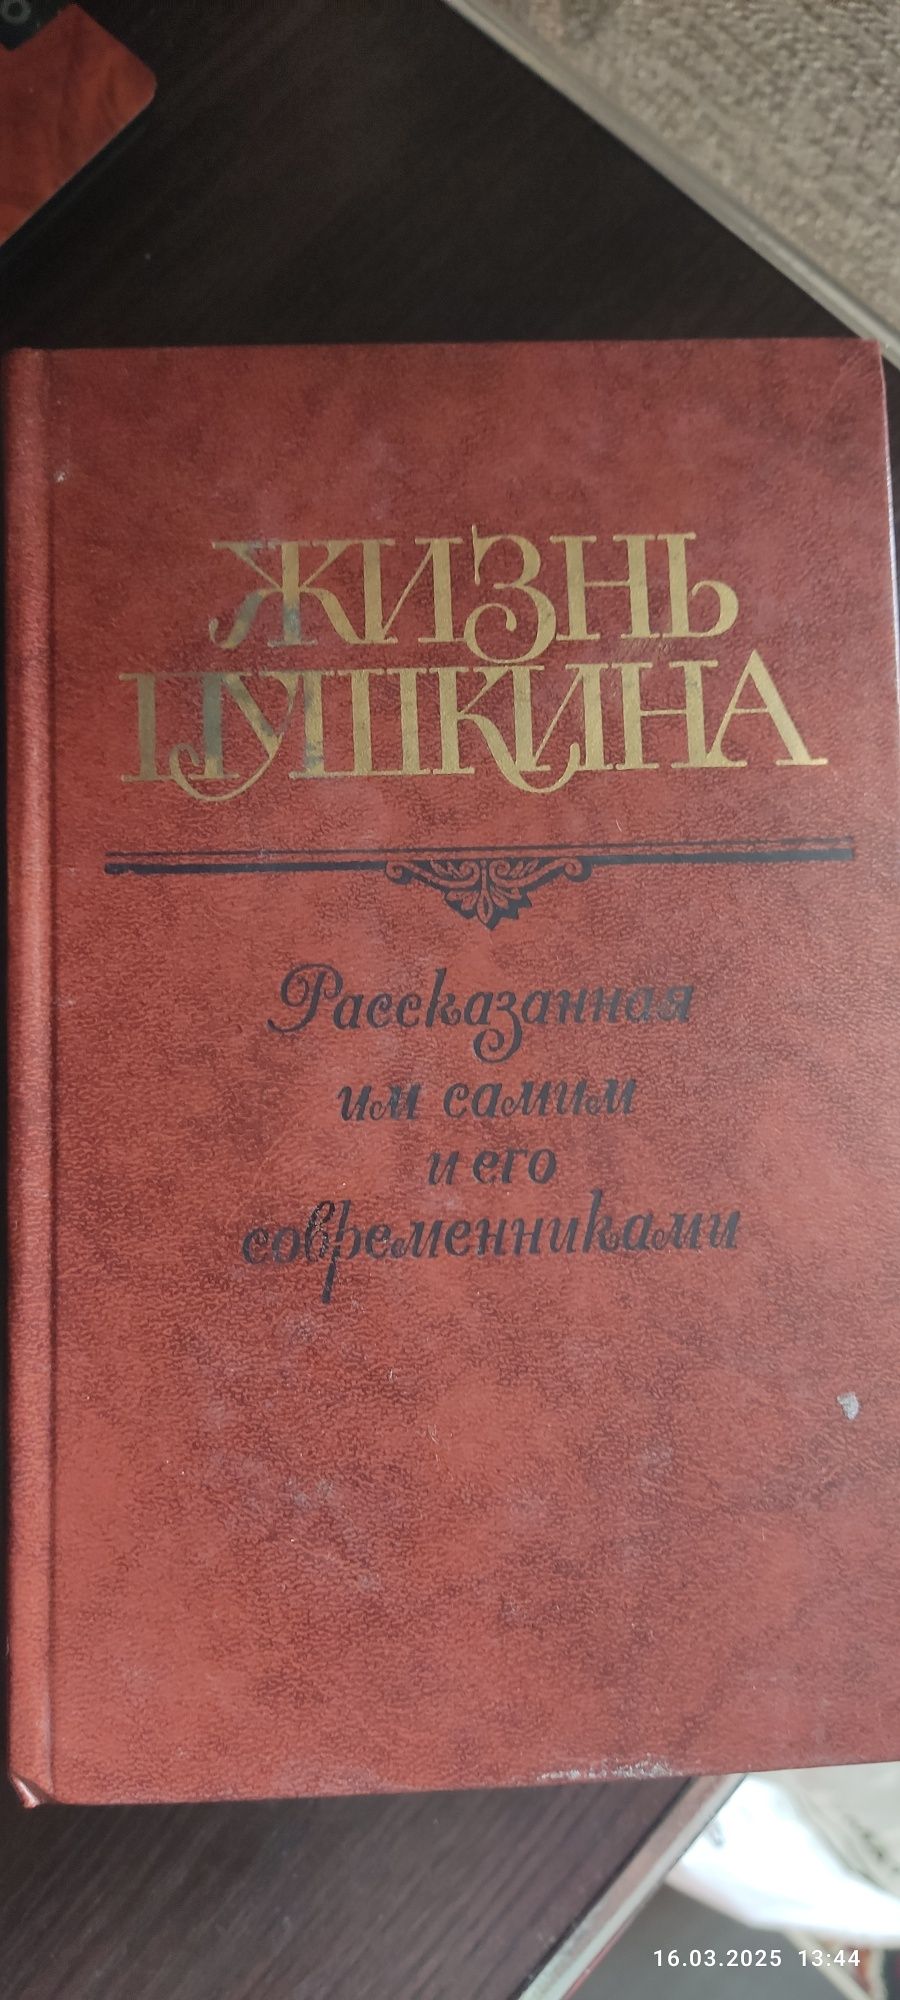 ЖИЗНЬ
ПУШКИНА
Рассказанная
им самим
и его
современниками
16.03.2025 13:44